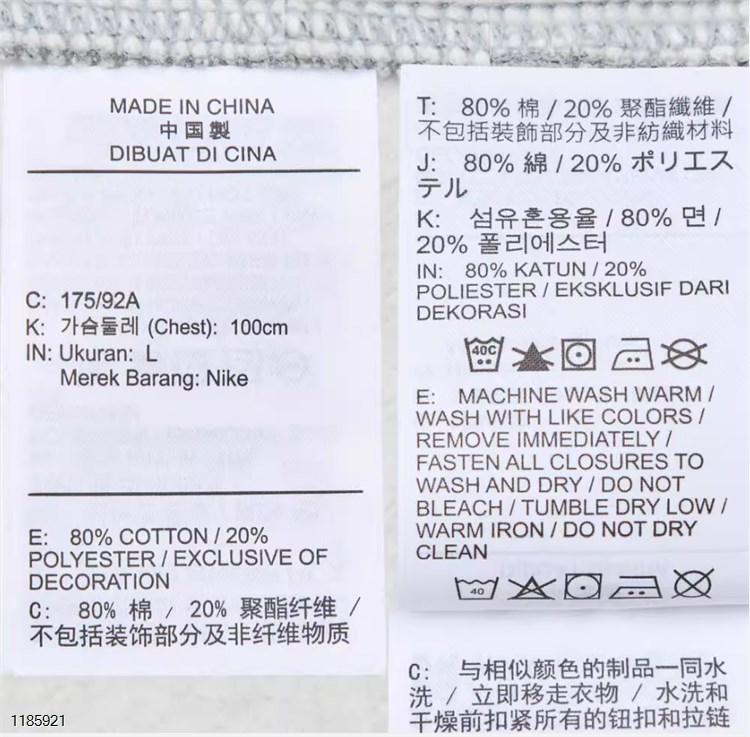 MADE IN CHINA
中国製
DIBUAT DI CINA
C: 175/92A
K: 가슴둘레 (Chest): 100cm
IN: Ukuran: L
Merek Barang: Nike
E: 80% COTTON / 20%
POLYESTER / EXCLUSIVE OF
DECORATION
C: 80% 棉 / 20% 聚酯纤维 /
不包括装饰部分及非纤维物质
T: 80% 棉 / 20% 聚酯纖維 /
不包括裝飾部分及非紡織材料
J: 80% 綿 / 20% ポリエス
テル
K: 섬유혼용율 / 80% 면 /
20% 폴리에스터
IN: 80% KATUN / 20%
POLIESTER / EKSKLUSIF DARI
DEKORASI
40C
E: MACHINE WASH WARM /
WASH WITH LIKE COLORS /
REMOVE IMMEDIATELY /
FASTEN ALL CLOSURES TO
WASH AND DRY / DO NOT
BLEACH / TUMBLE DRY LOW /
WARM IRON / DO NOT DRY
CLEAN
40
C: 与相似颜色的制品一同水
洗 / 立即移走衣物 / 水洗和
干燥前扣紧所有的钮扣和拉链
1185921